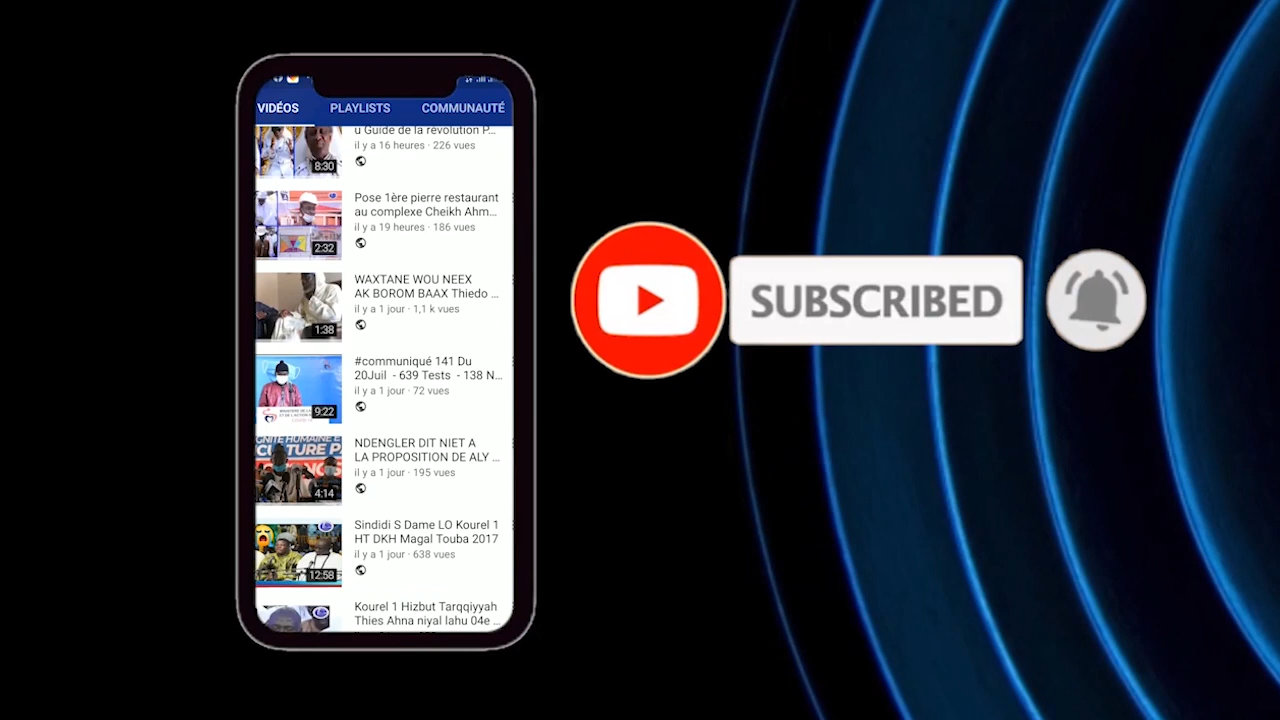 VIDÉOS PLAYLISTS COMMUNAUTÉ
u Guide de la révolution P...
il y a 16 heures · 226 vues
8:30
Pose 1ère pierre restaurant
au complexe Cheikh Ahm...
il y a 19 heures · 186 vues
2:32
WAXTANE WOU NEEX
AK BOROM BAAX Thiedo ...
il y a 1 jour · 1,1 k vues
1:38
#communiqué 141 Du
20Juil - 639 Tests - 138 N...
il y a 1 jour · 72 vues
9:22
NDENGLER DIT NIET A
LA PROPOSITION DE ALY ...
il y a 1 jour · 195 vues
4:14
Sindidi S Dame LO Kourel 1
HT DKH Magal Touba 2017
il y a 1 jour · 638 vues
12:58
Kourel 1 Hizbut Tarqqiyyah
Thies Ahna niyal lahu 04e ...
SUBSCRIBED